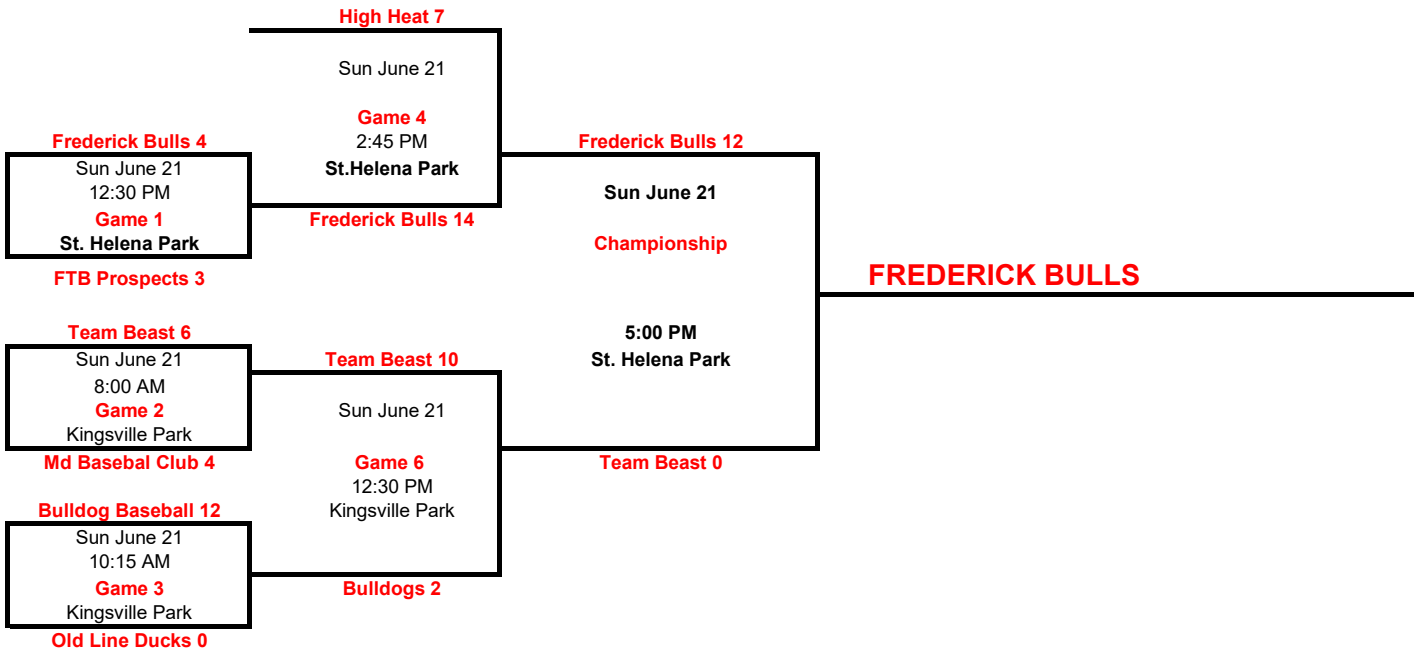 High Heat 7
Sun June 21
Game 4
2:45 PM
St.Helena Park
Frederick Bulls 14
Frederick Bulls 4
Sun June 21
12:30 PM
Game 1
St. Helena Park
FTB Prospects 3
Frederick Bulls 12
Sun June 21
Championship
5:00 PM
St. Helena Park
Team Beast 0
FREDERICK BULLS
Team Beast 6
Sun June 21
8:00 AM
Game 2
Kingsville Park
Md Basebal Club 4
Team Beast 10
Sun June 21
Game 6
12:30 PM
Kingsville Park
Bulldogs 2
Bulldog Baseball 12
Sun June 21
10:15 AM
Game 3
Kingsville Park
Old Line Ducks 0